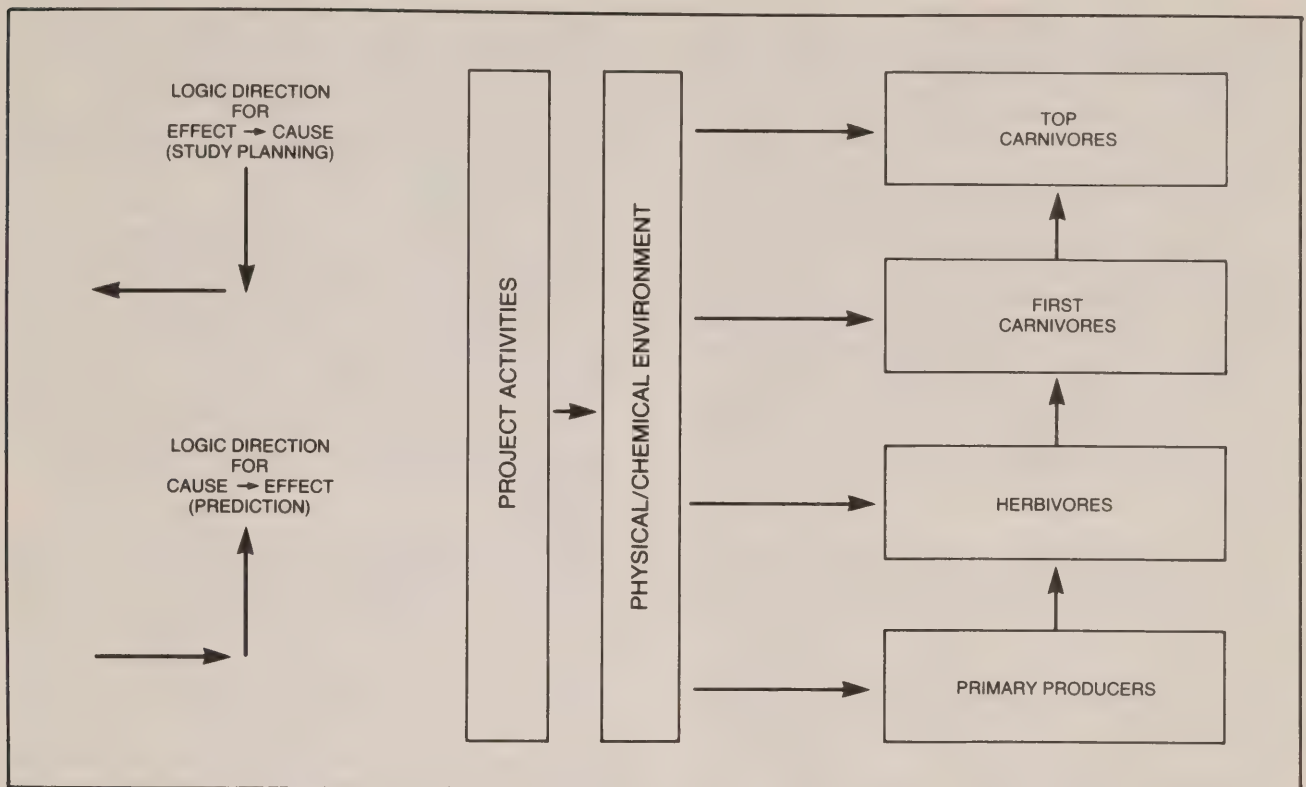 LOGIC DIRECTION
FOR
EFFECT → CAUSE
(STUDY PLANNING)
LOGIC DIRECTION
FOR
CAUSE → EFFECT
(PREDICTION)
PROJECT ACTIVITIES
PHYSICAL/CHEMICAL ENVIRONMENT
TOP
CARNIVORES
FIRST
CARNIVORES
HERBIVORES
PRIMARY PRODUCERS